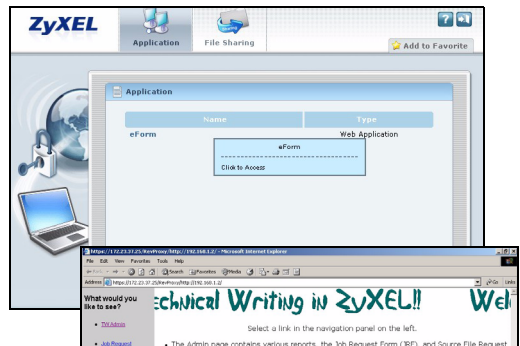 ZyXEL
Application
File Sharing
Add to Favorite
Application
Name Type
eForm Web Application
eForm
Click to Access
https://172.23.37.25/RevProxy/http://192.168.1.2/ - Microsoft Internet Explorer
File Edit View Favorites Tools Help
Search Favorites Media
Address https://172.23.37.25/RevProxy/http://192.168.1.2/ Go Links
What would you like to see?
TW Admin
Job Request
echnical Writing in ZyXEL!! Wel
Select a link in the navigation panel on the left.
The Admin page contains various reports, the Job Request Form (JRF), and Source File Request